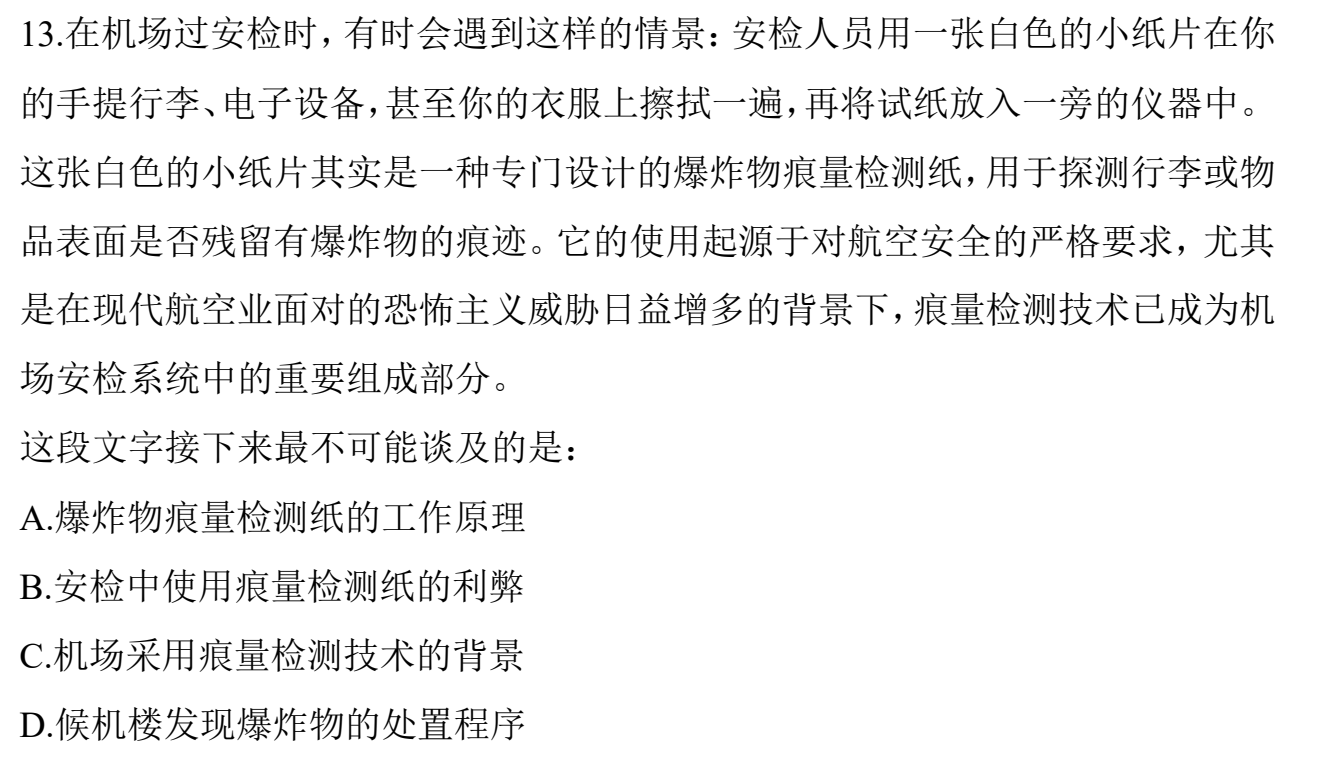 13.在机场过安检时，有时会遇到这样的情景：安检人员用一张白色的小纸片在你
的手提行李、电子设备，甚至你的衣服上擦拭一遍，再将试纸放入一旁的仪器中。
这张白色的小纸片其实是一种专门设计的爆炸物痕量检测纸，用于探测行李或物
品表面是否残留有爆炸物的痕迹。它的使用起源于对航空安全的严格要求，尤其
是在现代航空业面对的恐怖主义威胁日益增多的背景下，痕量检测技术已成为机
场安检系统中的重要组成部分。
这段文字接下来最不可能谈及的是：
A.爆炸物痕量检测纸的工作原理
B.安检中使用痕量检测纸的利弊
C.机场采用痕量检测技术的背景
D.候机楼发现爆炸物的处置程序